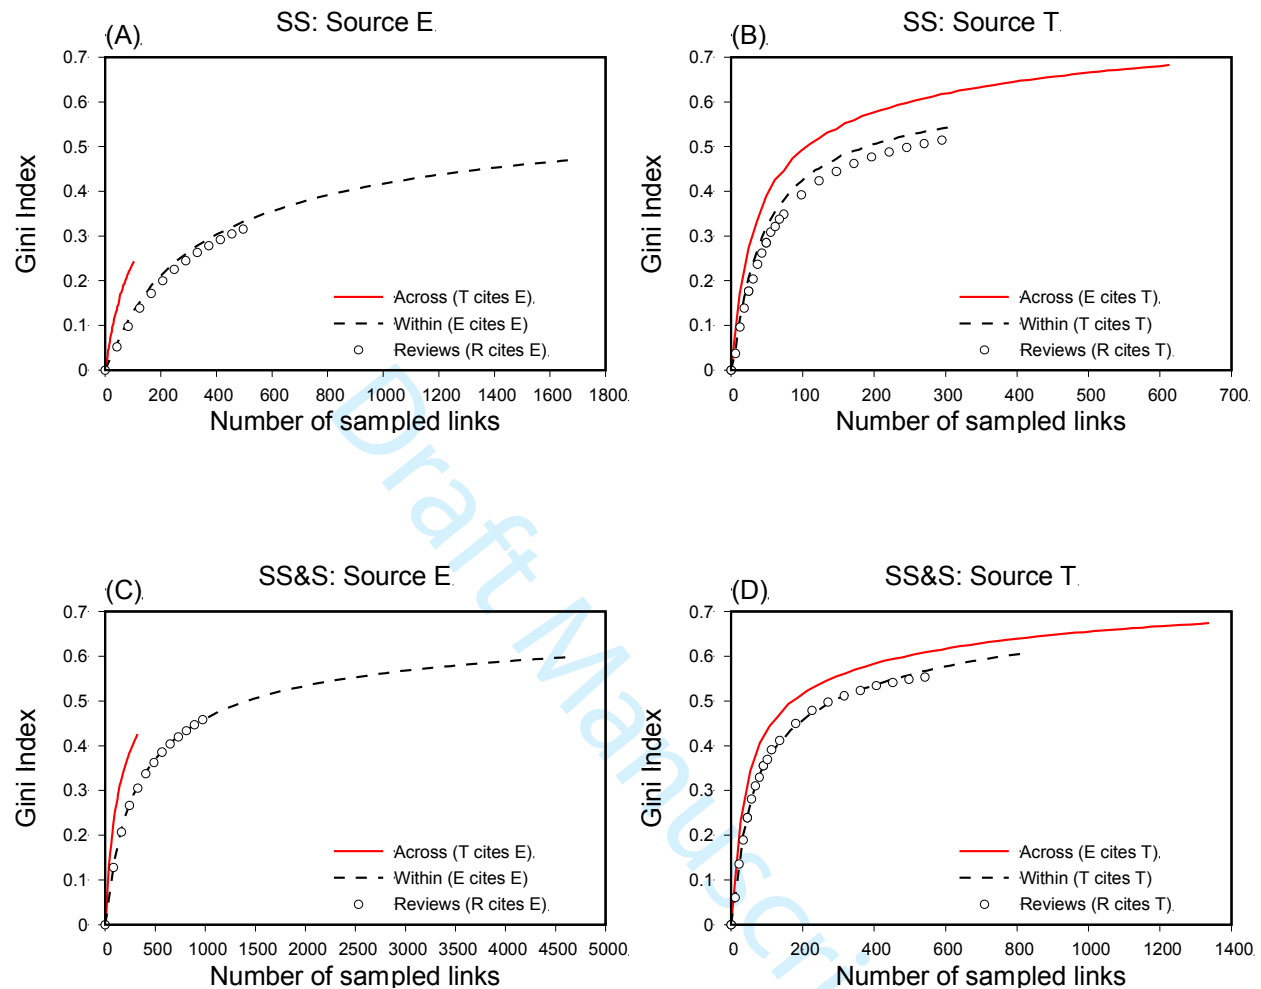 (A)
SS: Source E
0.7
0.6
0.5
0.4
0.3
0.2
0.1
0
Gini Index
Across (T cites E)
Within (E cites E)
Reviews (R cites E)
0 200 400 600 800 1000 1200 1400 1600 1800
Number of sampled links
(B)
SS: Source T
0.7
0.6
0.5
0.4
0.3
0.2
0.1
0
Gini Index
Across (E cites T)
Within (T cites T)
Reviews (R cites T)
0 100 200 300 400 500 600 700
Number of sampled links
(C)
SS&S: Source E
0.7
0.6
0.5
0.4
0.3
0.2
0.1
0
Gini Index
Across (T cites E)
Within (E cites E)
Reviews (R cites E)
0 500 1000 1500 2000 2500 3000 3500 4000 4500 5000
Number of sampled links
(D)
SS&S: Source T
0.7
0.6
0.5
0.4
0.3
0.2
0.1
0
Gini Index
Across (E cites T)
Within (T cites T)
Reviews (R cites T)
0 200 400 600 800 1000 1200 1400
Number of sampled links
Draft Manuscri